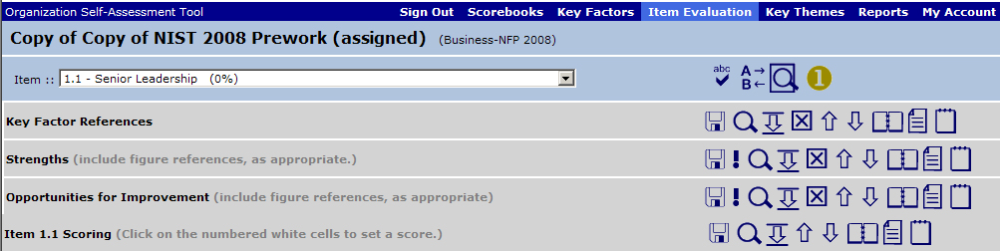 Organization Self-Assessment Tool Sign Out Scorebooks Key Factors Item Evaluation Key Themes Reports My Account
Copy of Copy of NIST 2008 Prework (assigned) (Business-NFP 2008)
Item :: 1.1 - Senior Leadership (0%) abc A B 1
Key Factor References
Strengths (include figure references, as appropriate.)
Opportunities for Improvement (include figure references, as appropriate)
Item 1.1 Scoring (Click on the numbered white cells to set a score.)